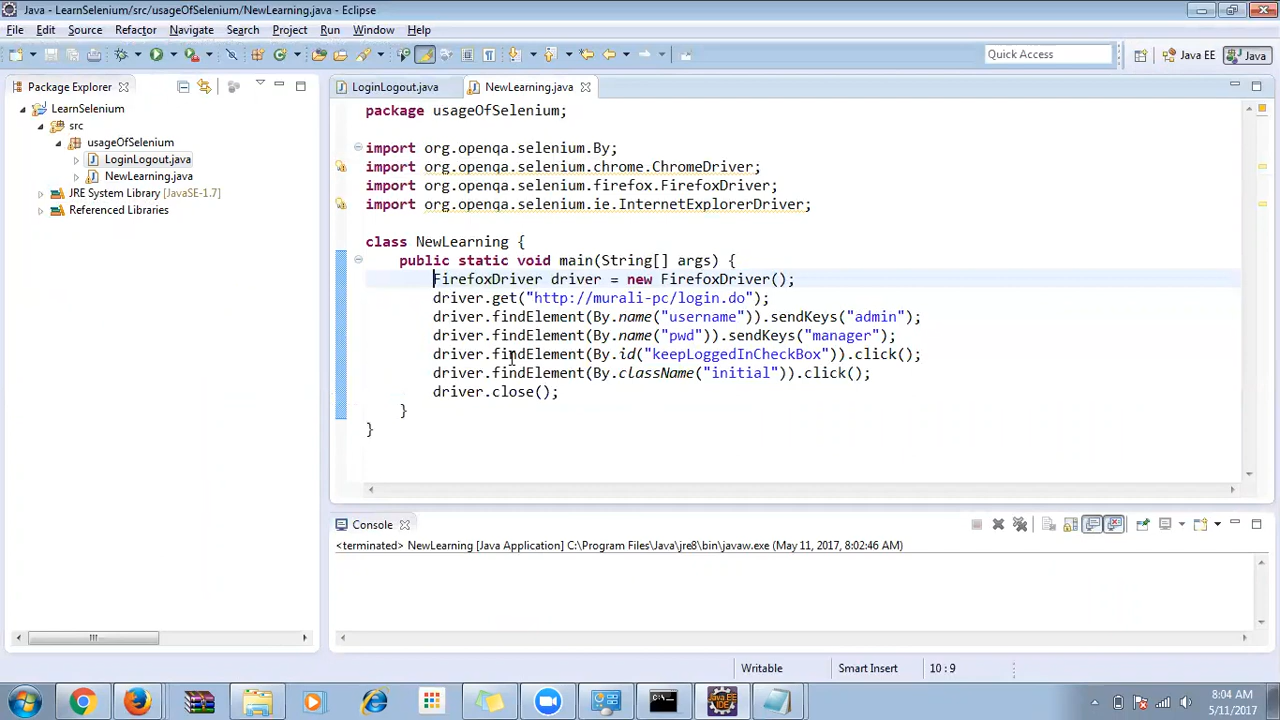 Java - LearnSelenium/src/usageOfSelenium/NewLearning.java - Eclipse
File Edit Source Refactor Navigate Search Project Run Window Help
Quick Access
Java EE
Java
Package Explorer
LearnSelenium
src
usageOfSelenium
LoginLogout.java
NewLearning.java
JRE System Library [JavaSE-1.7]
Referenced Libraries
LoginLogout.java
NewLearning.java
package usageOfSelenium;
import org.openqa.selenium.By;
import org.openqa.selenium.chrome.ChromeDriver;
import org.openqa.selenium.firefox.FirefoxDriver;
import org.openqa.selenium.ie.InternetExplorerDriver;
class NewLearning {
public static void main(String[] args) {
FirefoxDriver driver = new FirefoxDriver();
driver.get("http://murali-pc/login.do");
driver.findElement(By.name("username")).sendKeys("admin");
driver.findElement(By.name("pwd")).sendKeys("manager");
driver.findElement(By.id("keepLoggedInCheckBox")).click();
driver.findElement(By.className("initial")).click();
driver.close();
}
}
Console
<terminated> NewLearning [Java Application] C:\Program Files\Java\jre8\bin\javaw.exe (May 11, 2017, 8:02:46 AM)
Writable
Smart Insert
10 : 9
Java EE
IDE
8:04 AM
5/11/2017